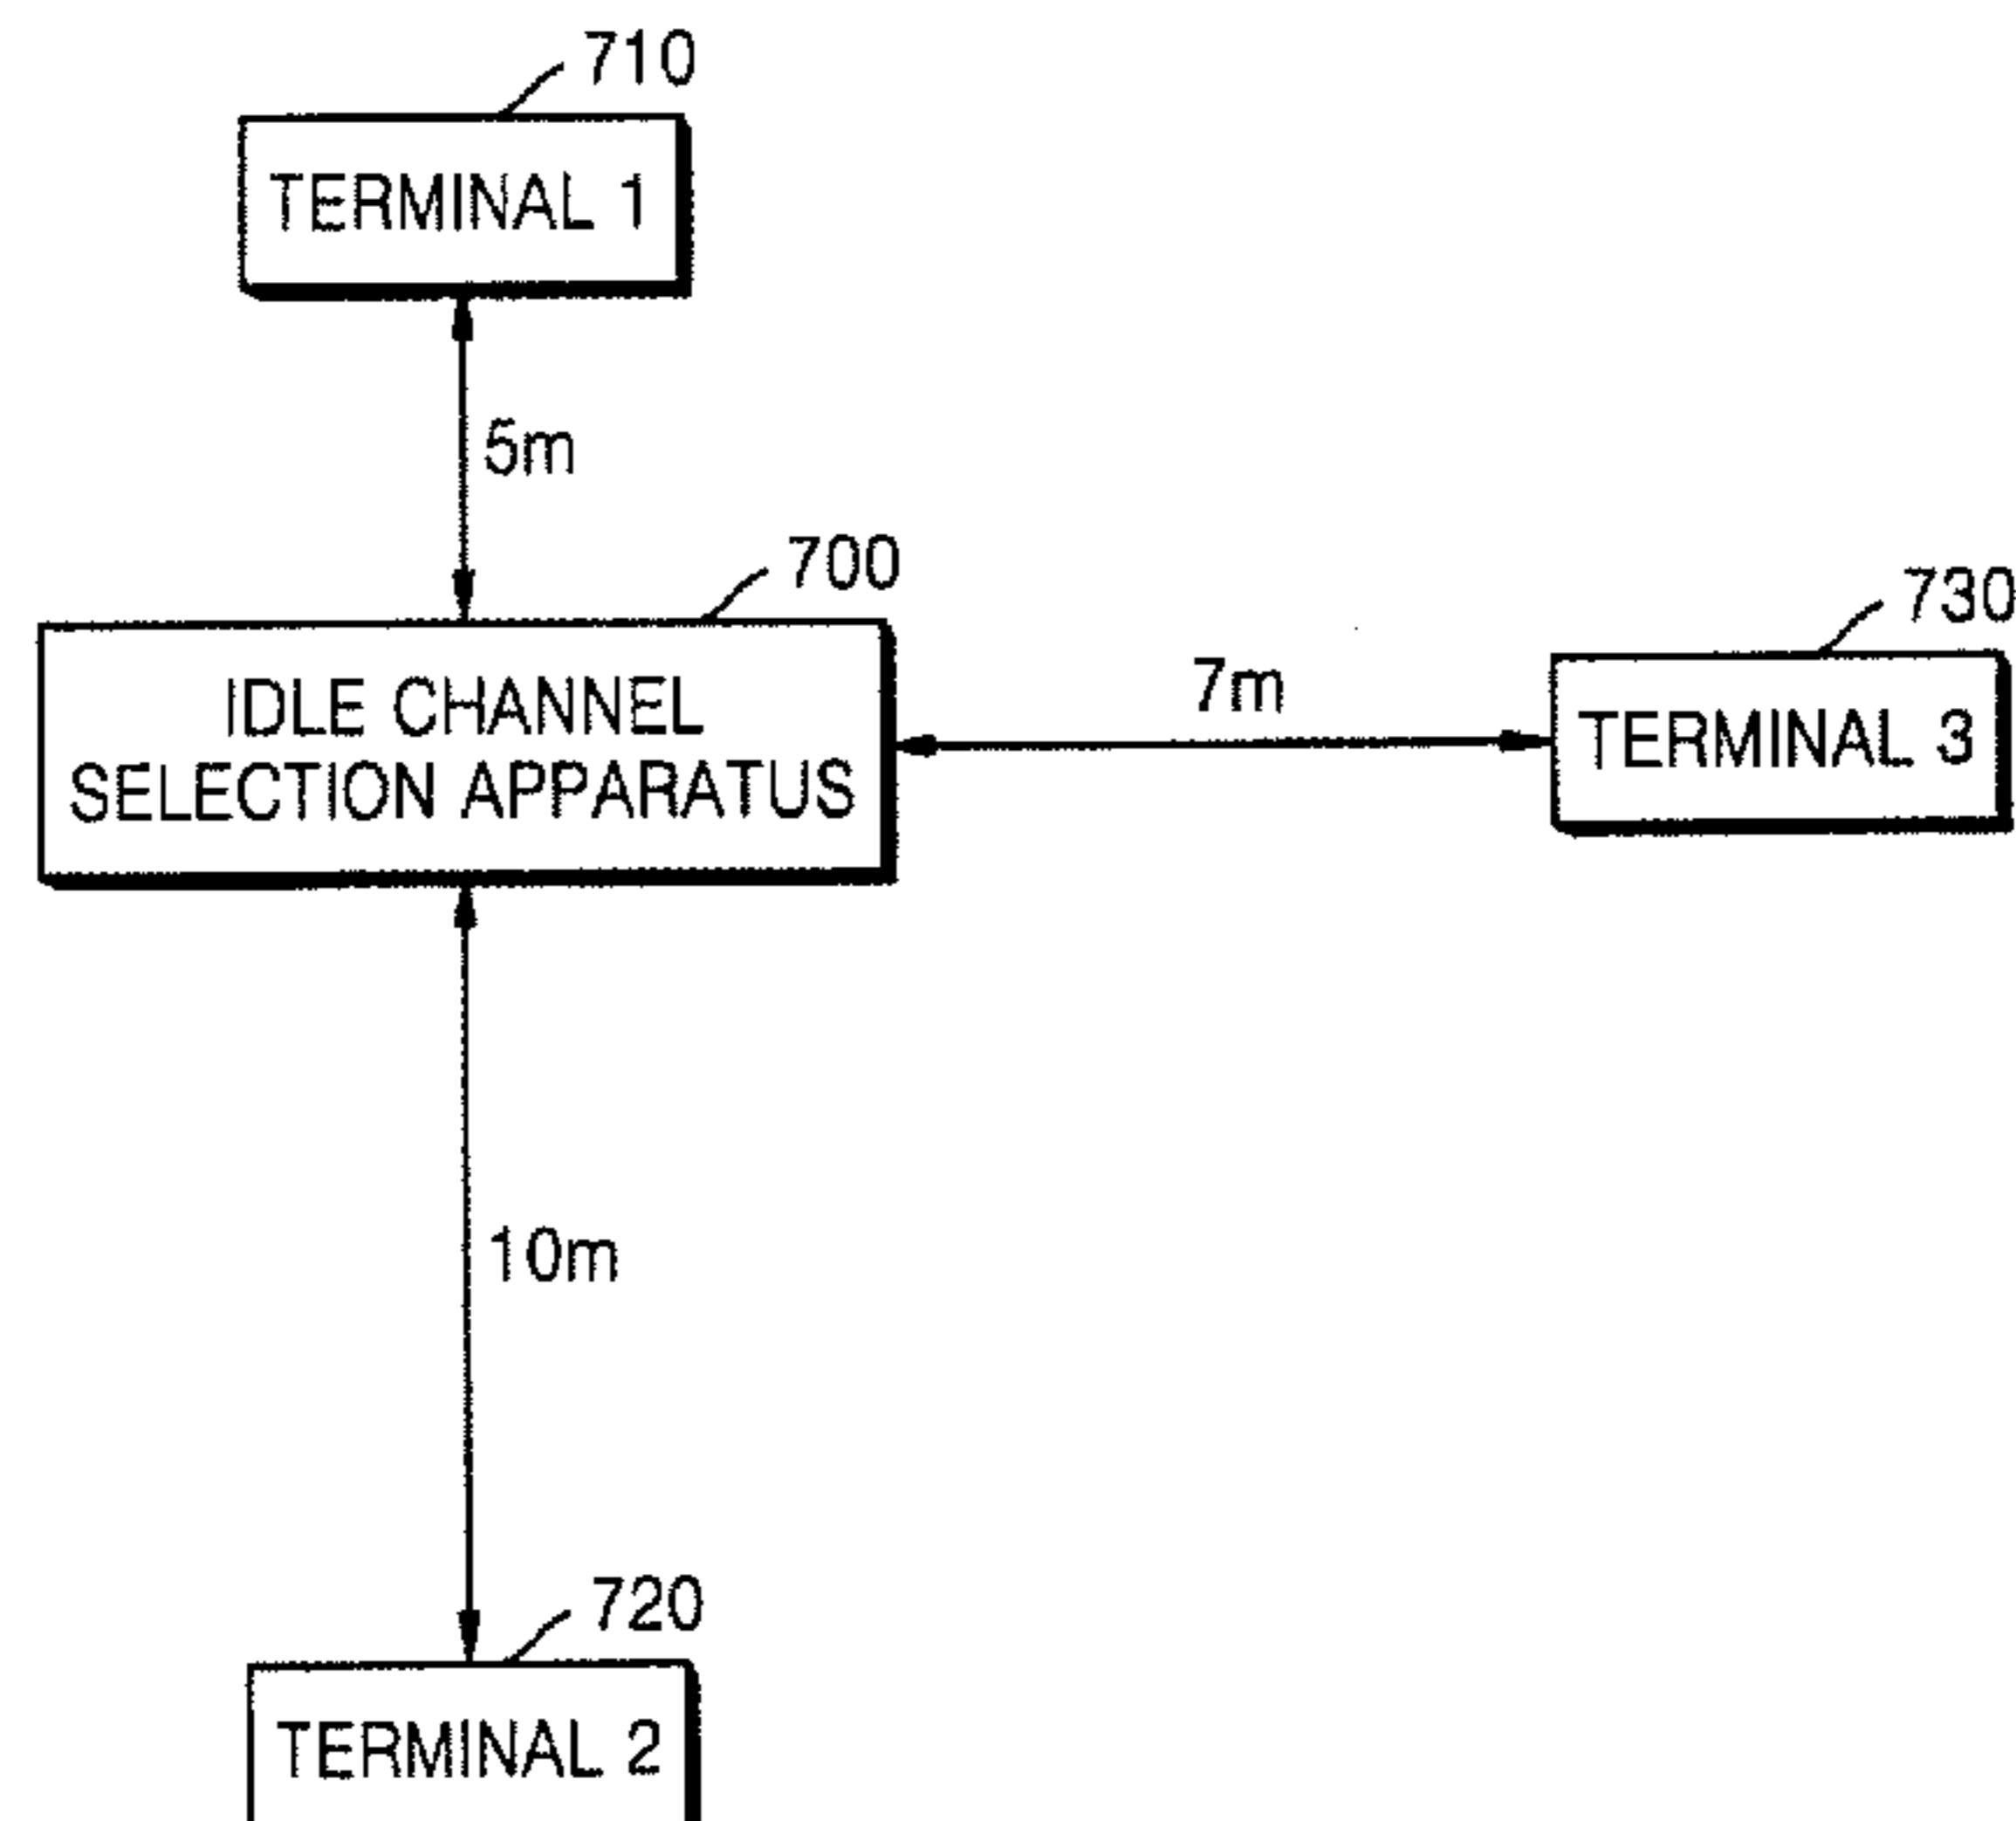 710
TERMINAL 1
5m
700
730
IDLE CHANNEL
SELECTION APPARATUS
7m
TERMINAL 3
10m
720
TERMINAL 2